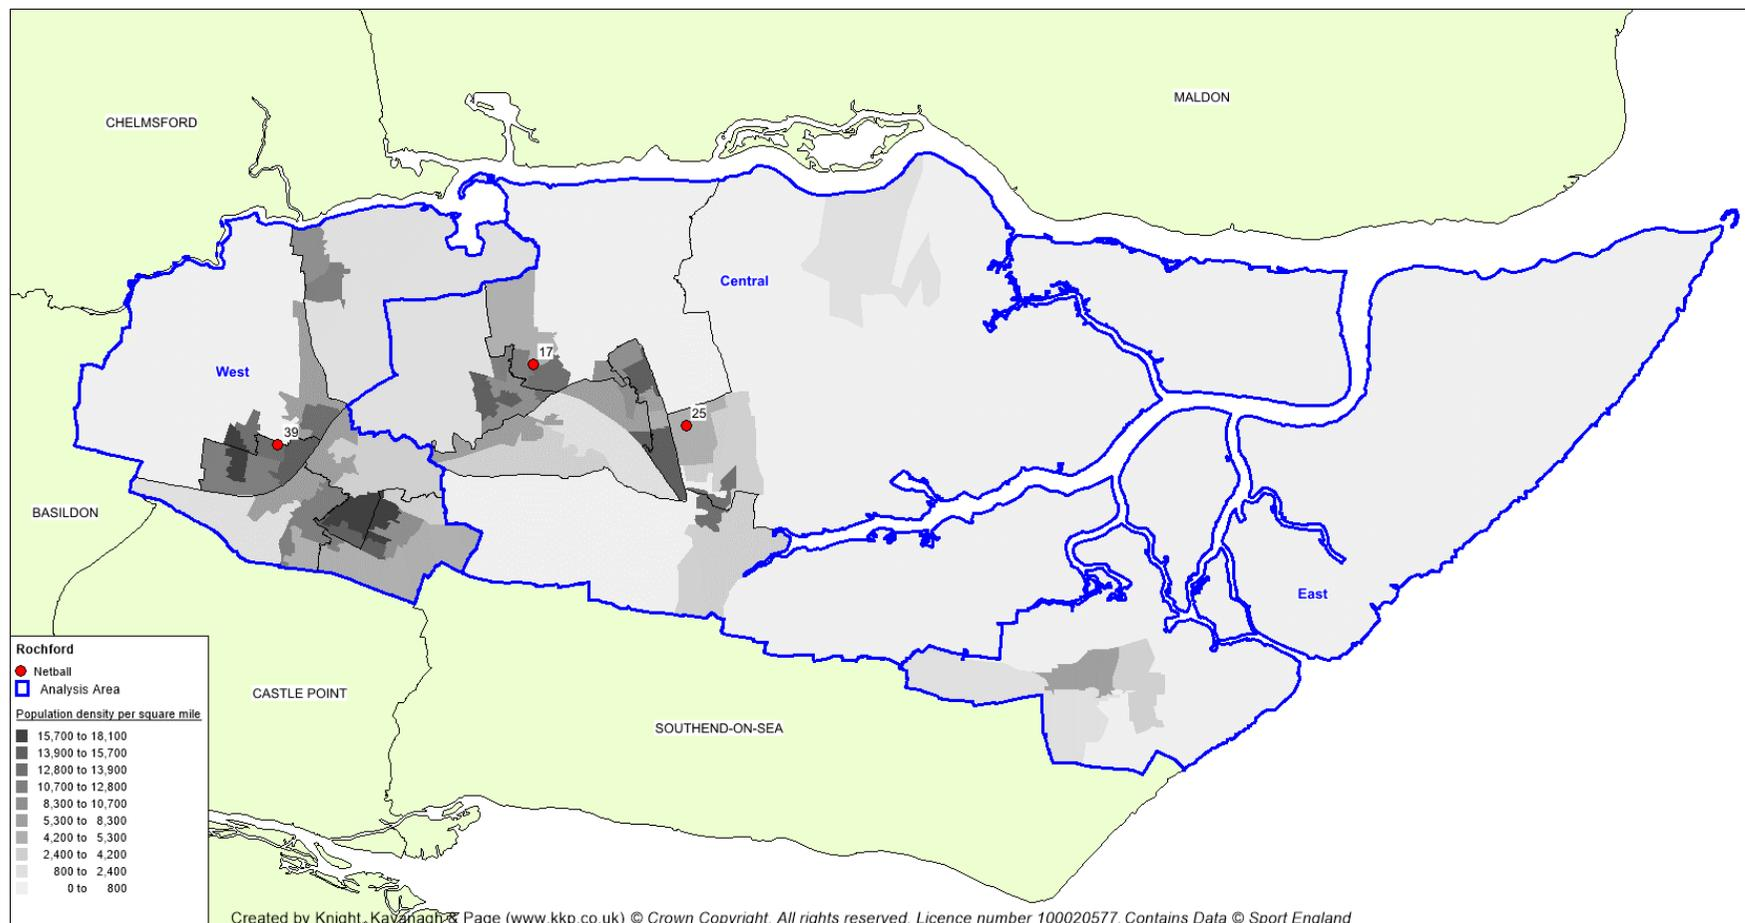 MALDON
CHELMSFORD
Central
17
West
25
39
BASILDON
East
Rochford
Netball
Analysis Area
CASTLE POINT
Population density per square mile
SOUTHEND-ON-SEA
15,700 to 18,100
13,900 to 15,700
12,800 to 13,900
10,700 to 12,800
8,300 to 10,700
5,300 to 8,300
4,200 to 5,300
2,400 to 4,200
800 to 2,400
0 to 800
Created by Knight, Kavanagh & Page (www.kkp.co.uk) © Crown Copyright. All rights reserved. Licence number 100020577. Contains Data © Sport England